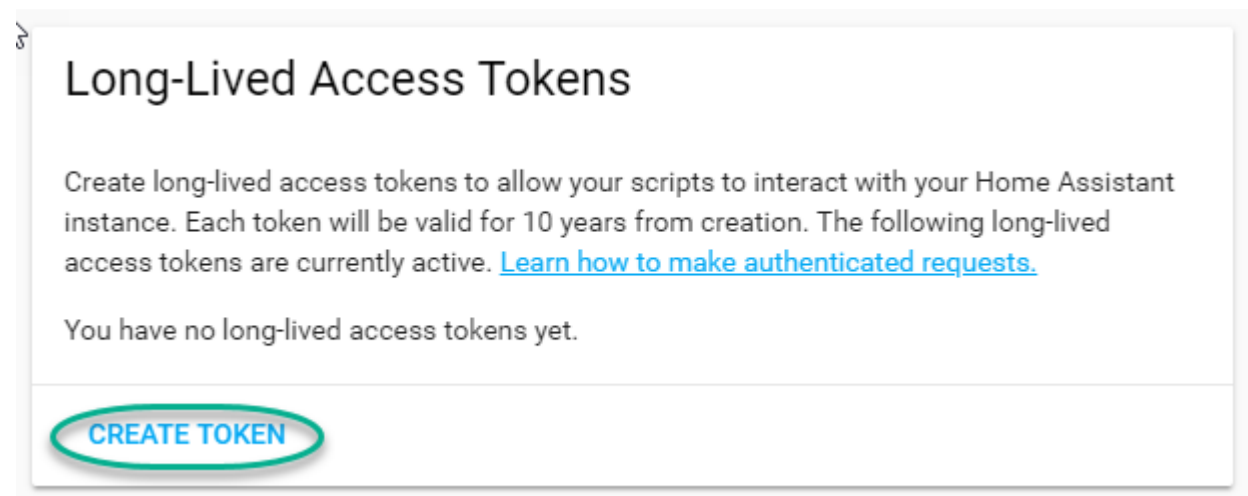 Long-Lived Access Tokens
Create long-lived access tokens to allow your scripts to interact with your Home Assistant
instance. Each token will be valid for 10 years from creation. The following long-lived
access tokens are currently active. Learn how to make authenticated requests.
You have no long-lived access tokens yet.
CREATE TOKEN